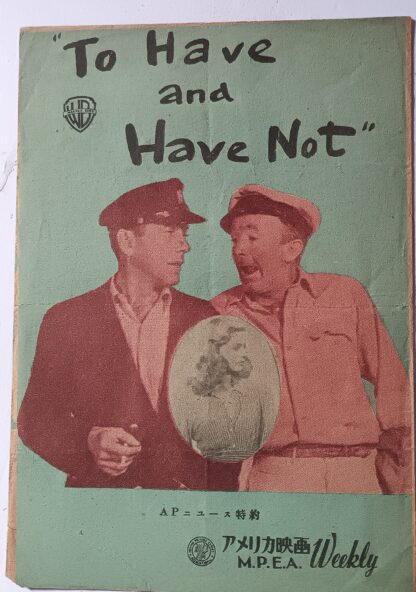 "To Have
and
Have Not"
WB
APニュース特約
アメリカ映画 Weekly
M.P.E.A.